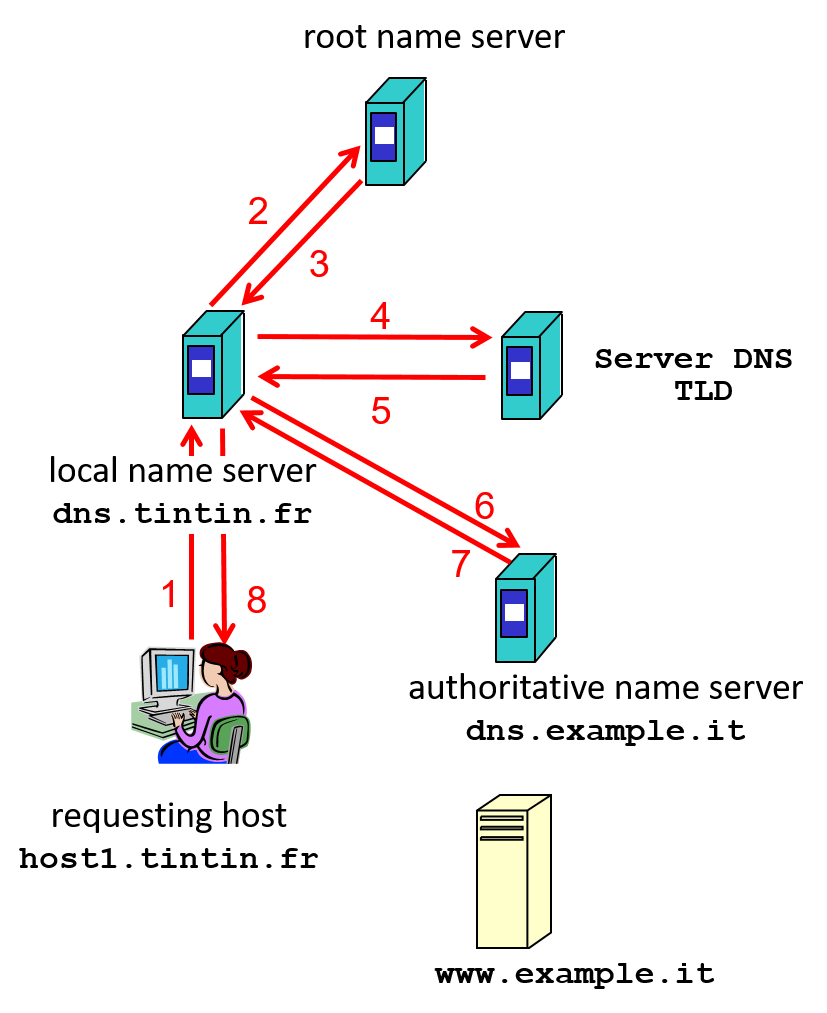 root name server
2
3
4
Server DNS
TLD
5
local name server
dns.tintin.fr
6
7
1
8
authoritative name server
dns.example.it
requesting host
host1.tintin.fr
www.example.it